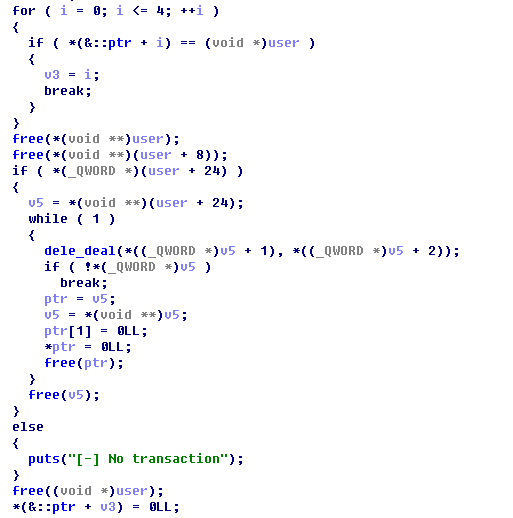 for ( i = 0; i <= 4; ++i )
{
  if ( *(&::ptr + i) == (void *)user )
  {
    v3 = i;
    break;
  }
}
free(*(void **)user);
free(*(void **)(user + 8));
if ( *(_QWORD *)(user + 24) )
{
  v5 = *(void **)(user + 24);
  while ( 1 )
  {
    dele_deal(*((_QWORD *)v5 + 1), *((_QWORD *)v5 + 2));
    if ( !*(_QWORD *)v5 )
      break;
    ptr = v5;
    v5 = *(void **)v5;
    ptr[1] = 0LL;
    *ptr = 0LL;
    free(ptr);
  }
  free(v5);
}
else
{
  puts("[-] No transaction");
}
free((void *)user);
*(&::ptr + v3) = 0LL;